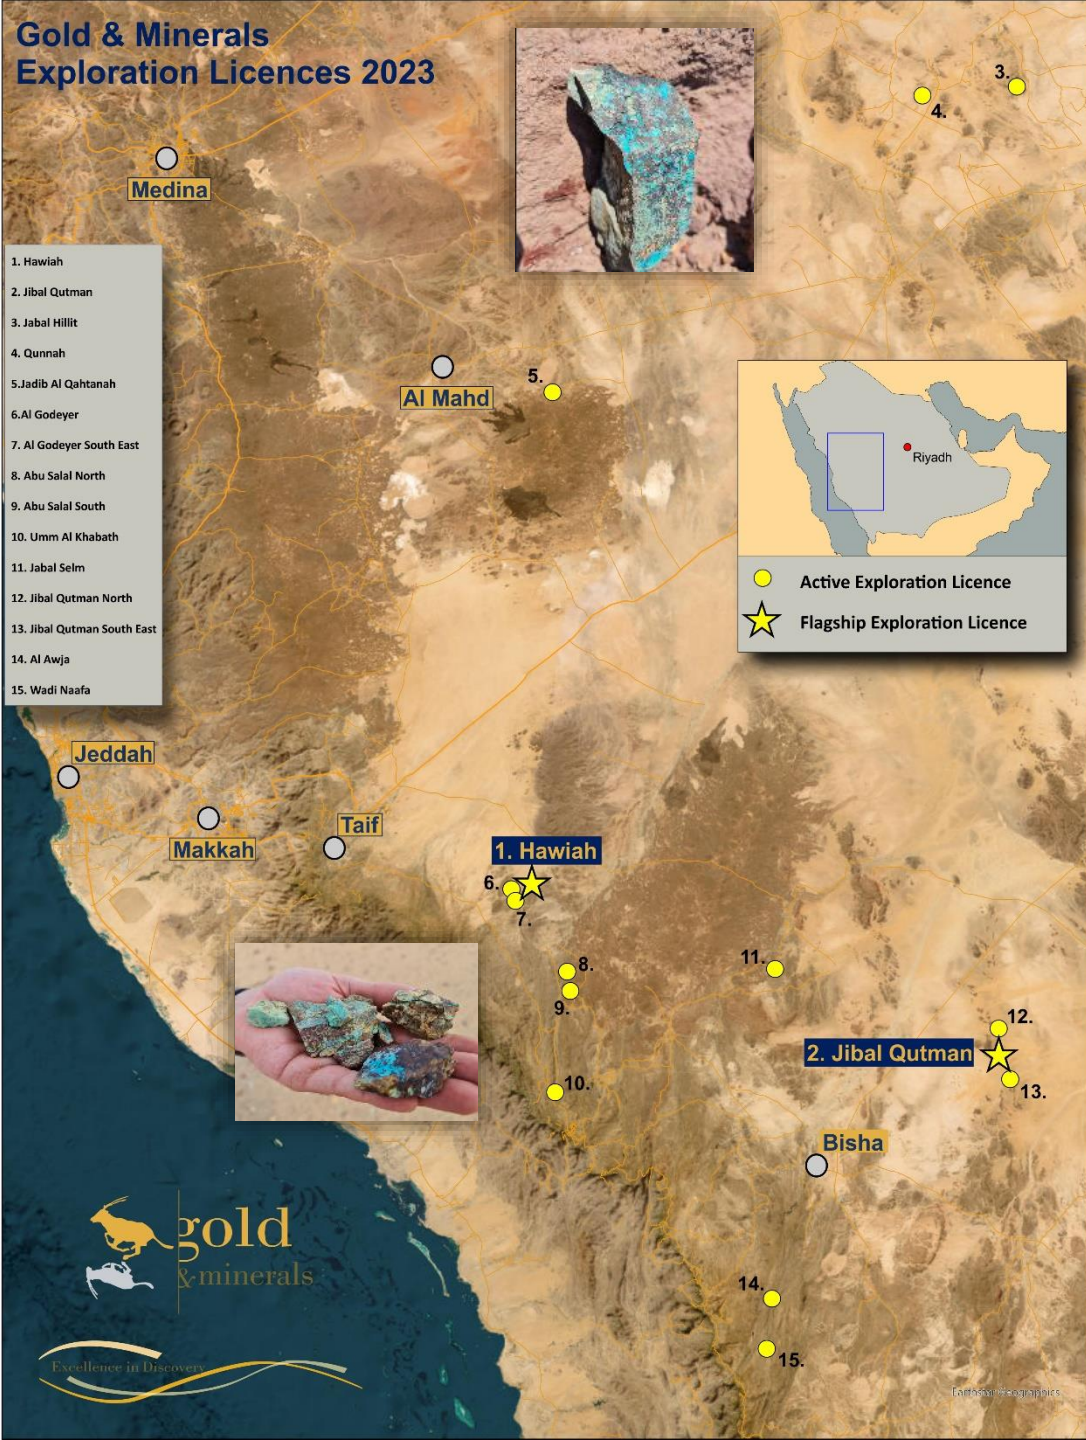 Gold & Minerals
Exploration Licences 2023
3.
4.
Medina
1. Hawiah
2. Jibal Qutman
3. Jabal Hillit
4. Qunnah
5.Jadib Al Qahtanah
6.Al Godeyer
7. Al Godeyer South East
8. Abu Salal North
9. Abu Salal South
10. Umm Al Khabath
11. Jabal Selm
12. Jibal Qutman North
13. Jibal Qutman South East
14. Al Awja
15. Wadi Naafa
Al Mahd
5.
Riyadh
Active Exploration Licence
Flagship Exploration Licence
Jeddah
Makkah
Taif
1. Hawiah
6.
7.
8.
9.
10.
11.
12.
2. Jibal Qutman
13.
Bisha
14.
15.
gold
& minerals
Excellence in Discovery
Earthstar Geographics